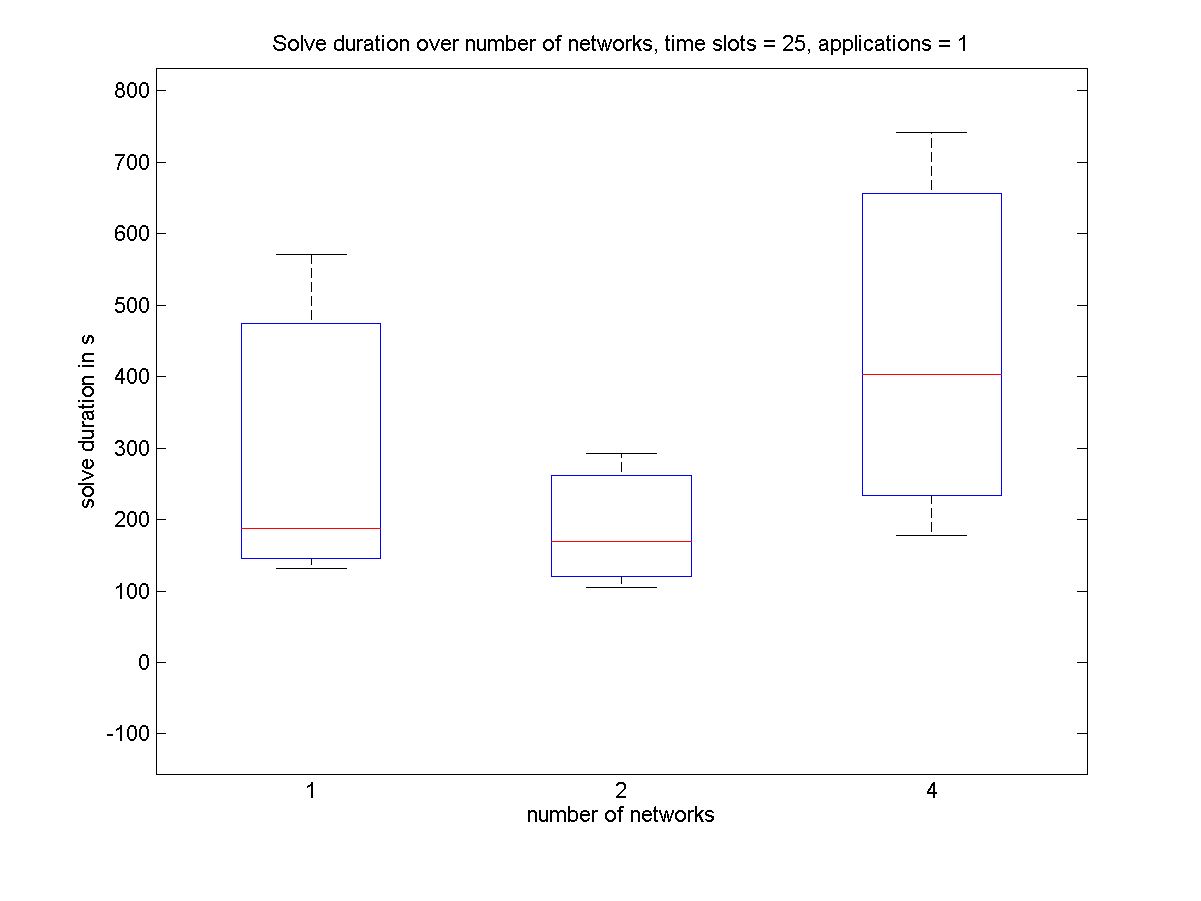 Solve duration over number of networks, time slots = 25, applications = 1
800
700
600
500
400
300
200
100
0
-100
solve duration in s
1 2 4
number of networks